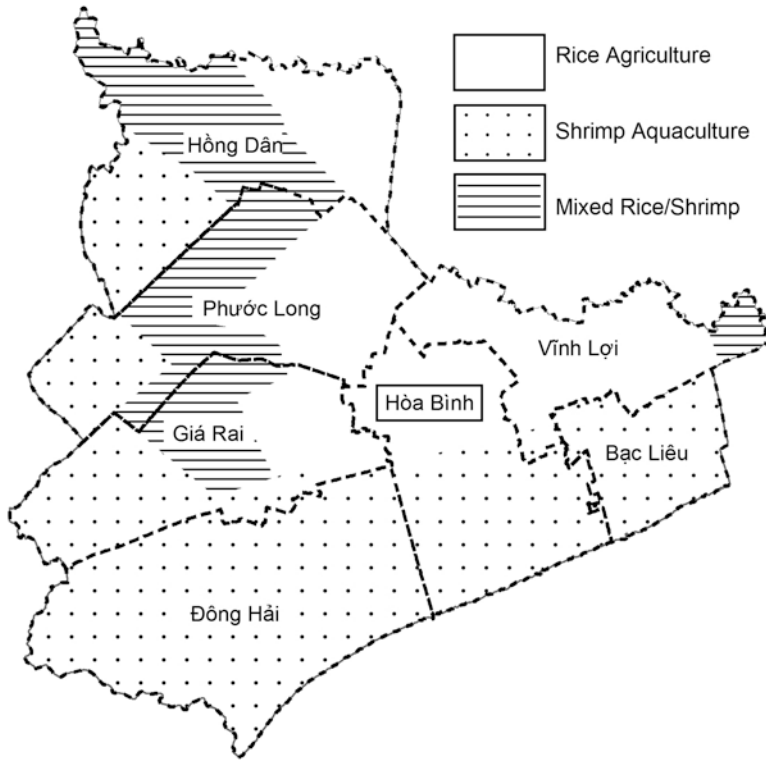 Rice Agriculture
Shrimp Aquaculture
Hồng Dân
Mixed Rice/Shrimp
Phước Long
Vĩnh Lợi
Hòa Bình
Giá Rai
Bạc Liêu
Đông Hải